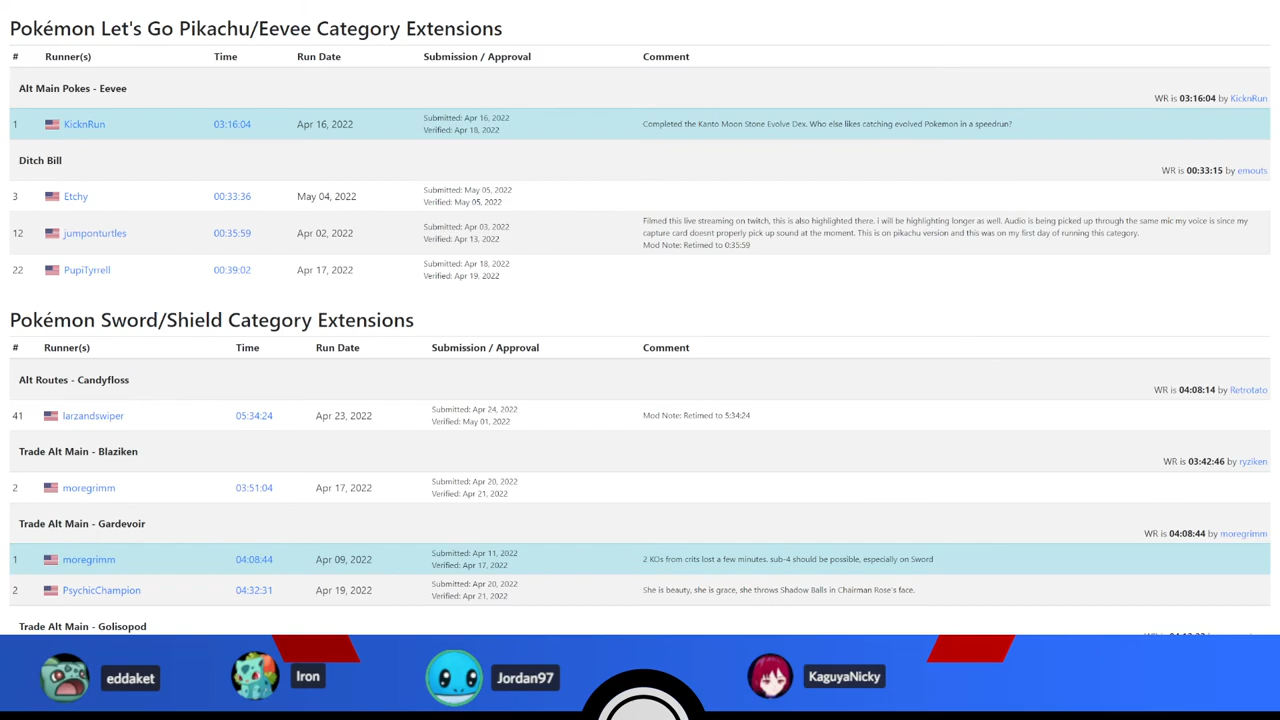 Pokémon Let's Go Pikachu/Eevee Category Extensions
# Runner(s) Time Run Date Submission / Approval Comment
Alt Main Pokes - Eevee
WR is 03:16:04 by KicknRun
1 KicknRun 03:16:04 Apr 16, 2022 Submitted: Apr 16, 2022 Completed the Kanto Moon Stone Evolve Dex. Who else likes catching evolved Pokemon in a speedrun?
Verified: Apr 18, 2022
Ditch Bill
WR is 00:33:15 by emouts
3 Etchy 00:33:36 May 04, 2022 Submitted: May 05, 2022
Verified: May 05, 2022
12 jumponturtles 00:35:59 Apr 02, 2022 Submitted: Apr 03, 2022
Verified: Apr 13, 2022
Filmed this live streaming on twitch, this is also highlighted there. i will be highlighting longer as well. Audio is being picked up through the same mic my voice is since my
capture card doesnt properly pick up sound at the moment. This is on pikachu version and this was on my first day of running this category.
Mod Note: Retimed to 0:35:59
22 PupiTyrrell 00:39:02 Apr 17, 2022 Submitted: Apr 18, 2022
Verified: Apr 19, 2022
Pokémon Sword/Shield Category Extensions
# Runner(s) Time Run Date Submission / Approval Comment
Alt Routes - Candyfloss
WR is 04:08:14 by Retrotato
41 larzandswiper 05:34:24 Apr 23, 2022 Submitted: Apr 24, 2022 Mod Note: Retimed to 5:34:24
Verified: May 01, 2022
Trade Alt Main - Blaziken
WR is 03:42:46 by ryziken
2 moregrimm 03:51:04 Apr 17, 2022 Submitted: Apr 20, 2022
Verified: Apr 21, 2022
Trade Alt Main - Gardevoir
WR is 04:08:44 by moregrimm
1 moregrimm 04:08:44 Apr 09, 2022 Submitted: Apr 11, 2022 2 KOs from crits lost a few minutes. sub-4 should be possible, especially on Sword
Verified: Apr 17, 2022
2 PsychicChampion 04:32:31 Apr 19, 2022 Submitted: Apr 20, 2022 She is beauty, she is grace, she throws Shadow Balls in Chairman Rose's face.
Verified: Apr 21, 2022
Trade Alt Main - Golisopod
eddaket
Iron
Jordan97
KaguyaNicky